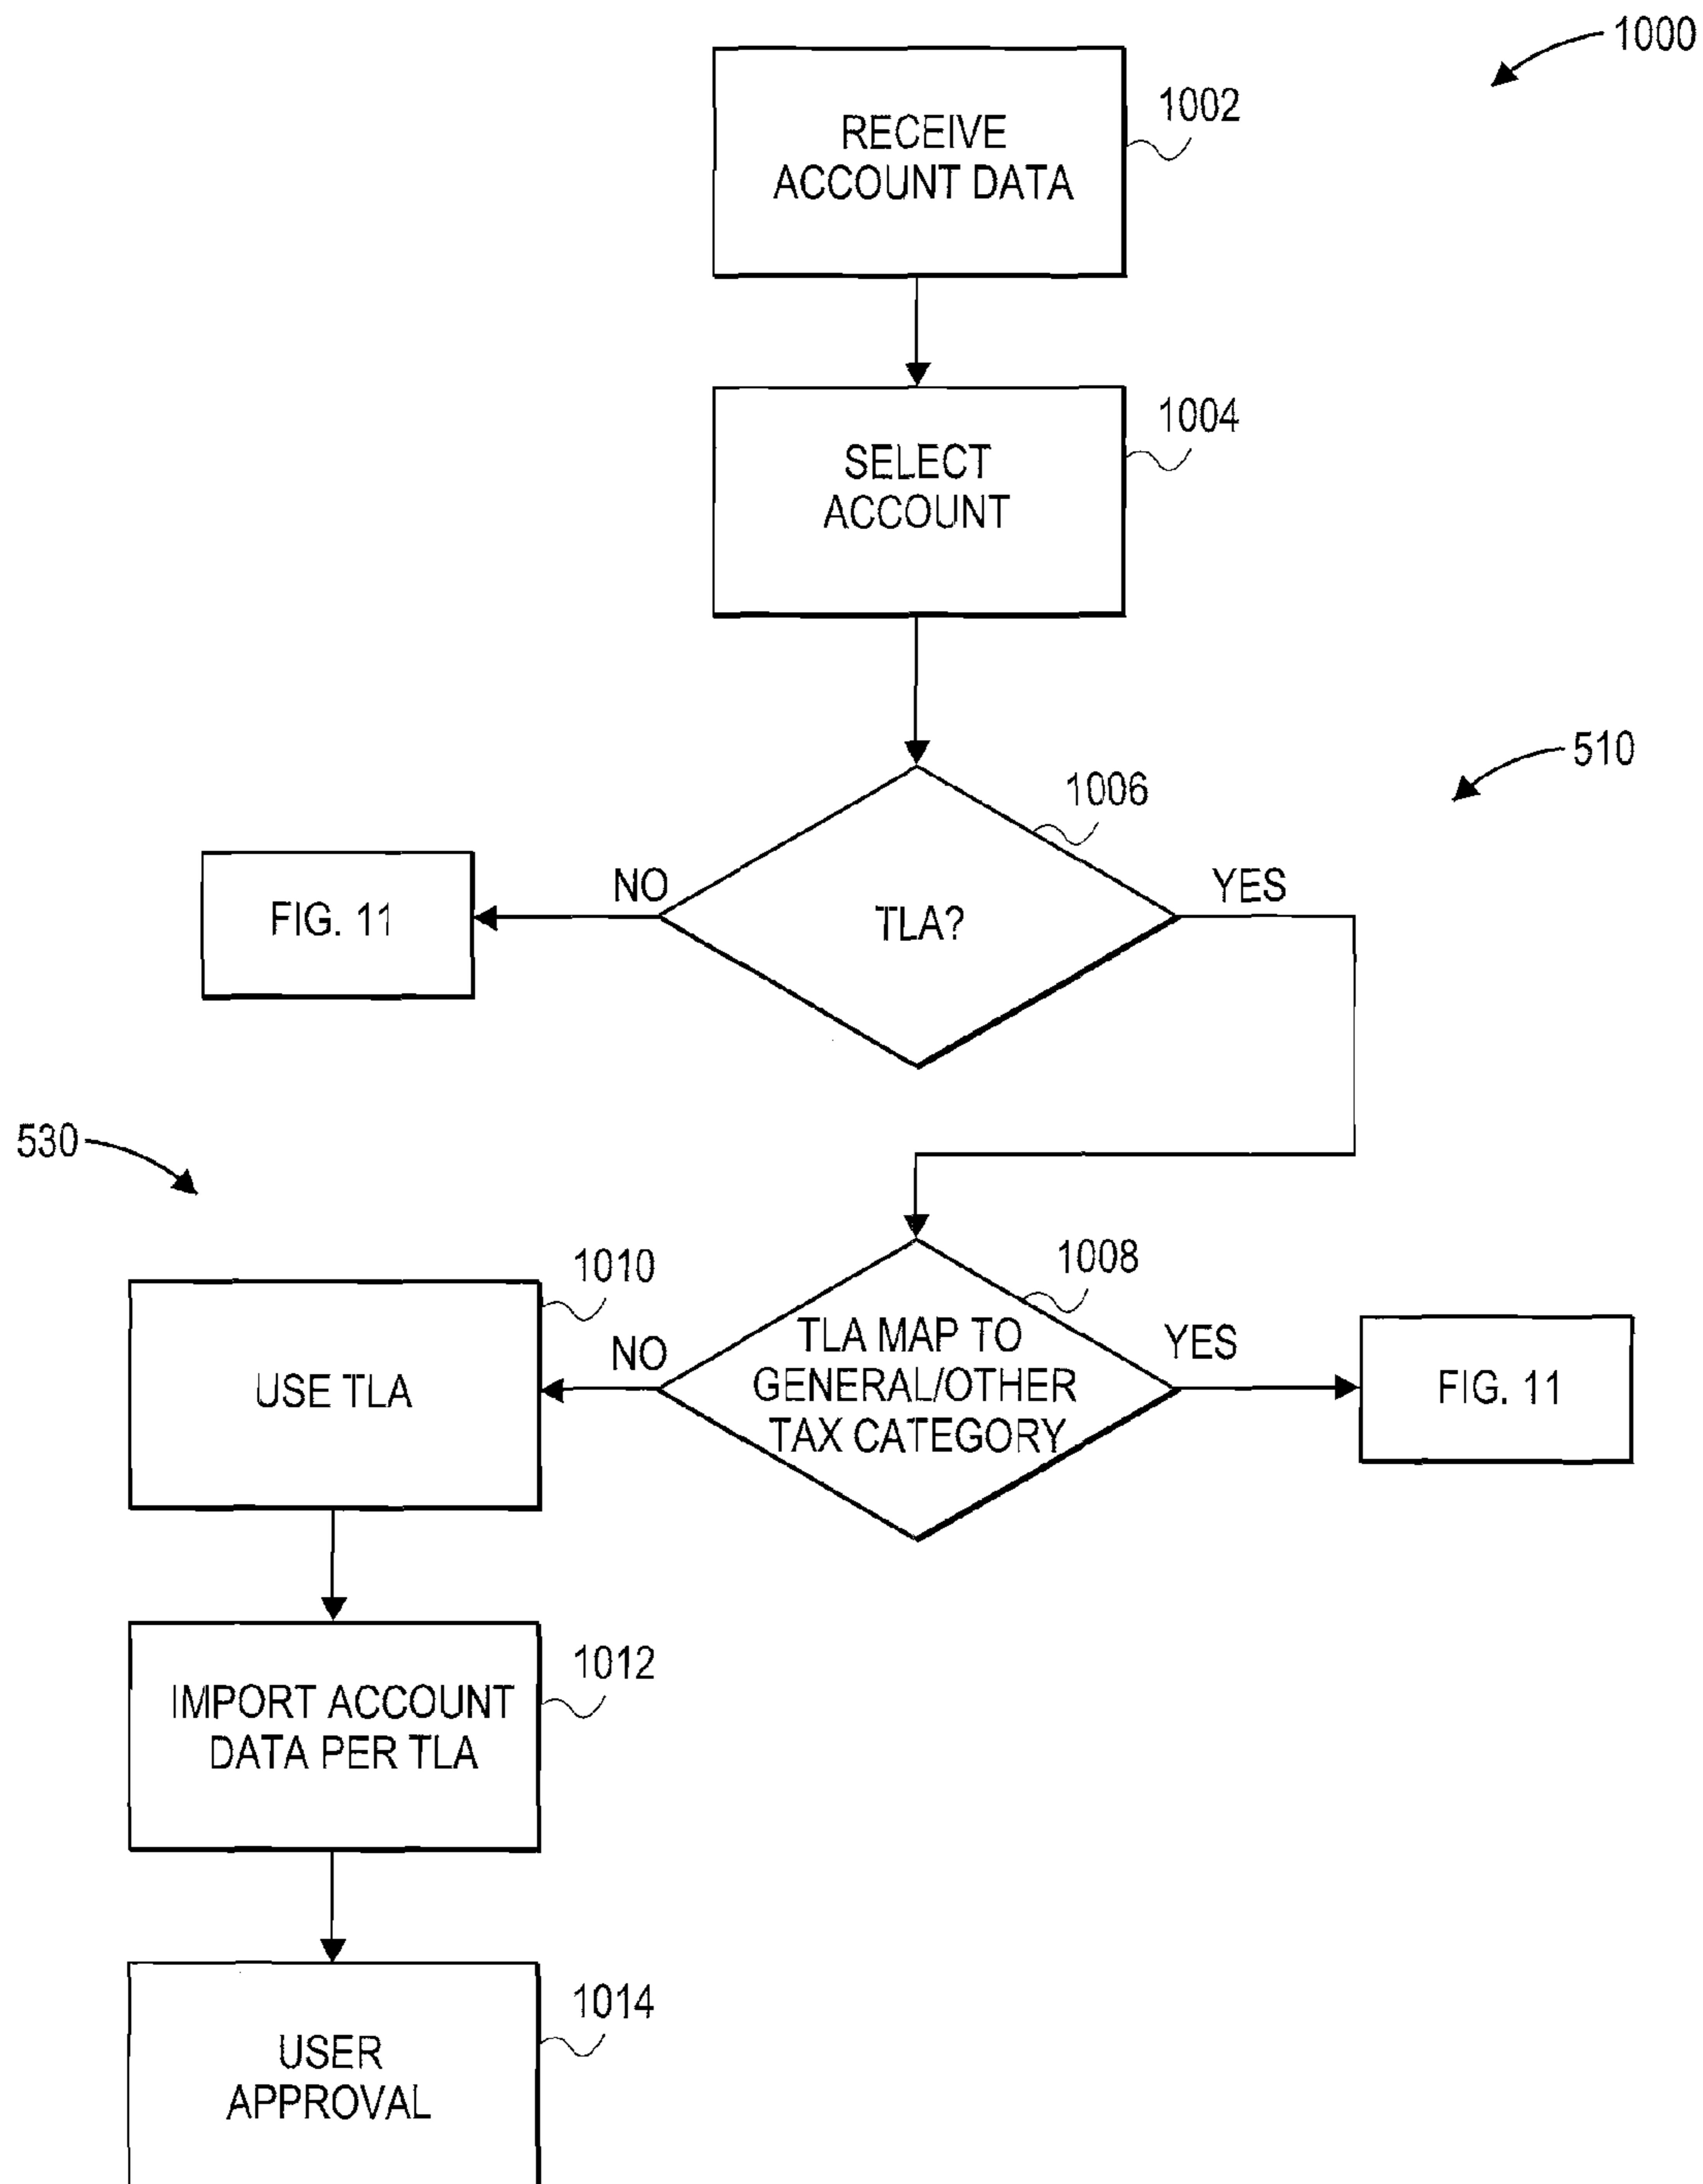 1000
RECEIVE
ACCOUNT DATA
1002
SELECT
ACCOUNT
1004
510
1006
TLA?
NO
YES
FIG. 11
530
1008
TLA MAP TO
GENERAL/OTHER
TAX CATEGORY
NO
YES
FIG. 11
1010
USE TLA
1012
IMPORT ACCOUNT
DATA PER TLA
1014
USER
APPROVAL